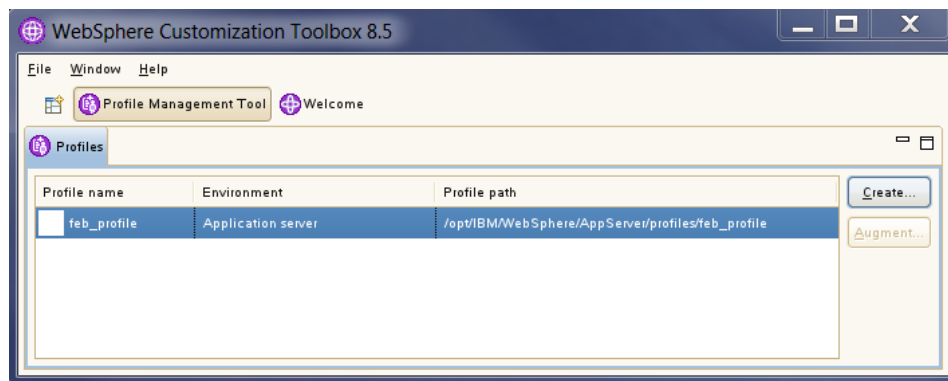 WebSphere Customization Toolbox 8.5
File Window Help
Profile Management Tool Welcome
Profiles
Profile name Environment Profile path Create...
feb_profile Application server /opt/IBM/WebSphere/AppServer/profiles/feb_profile
Augment...